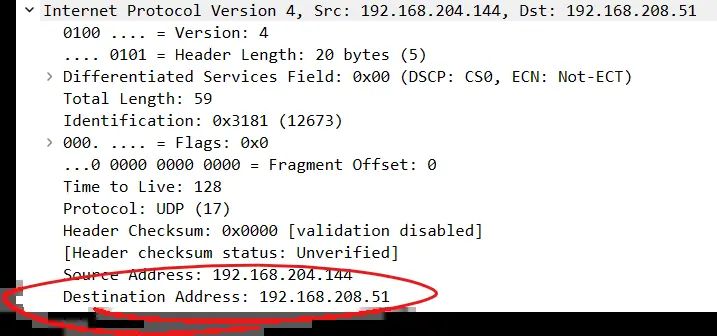 Internet Protocol Version 4, Src: 192.168.204.144, Dst: 192.168.208.51
0100 .... = Version: 4
.... 0101 = Header Length: 20 bytes (5)
Differentiated Services Field: 0x00 (DSCP: CS0, ECN: Not-ECT)
Total Length: 59
Identification: 0x3181 (12673)
000. .... = Flags: 0x0
...0 0000 0000 0000 = Fragment Offset: 0
Time to Live: 128
Protocol: UDP (17)
Header Checksum: 0x0000 [validation disabled]
[Header checksum status: Unverified]
Source Address: 192.168.204.144
Destination Address: 192.168.208.51